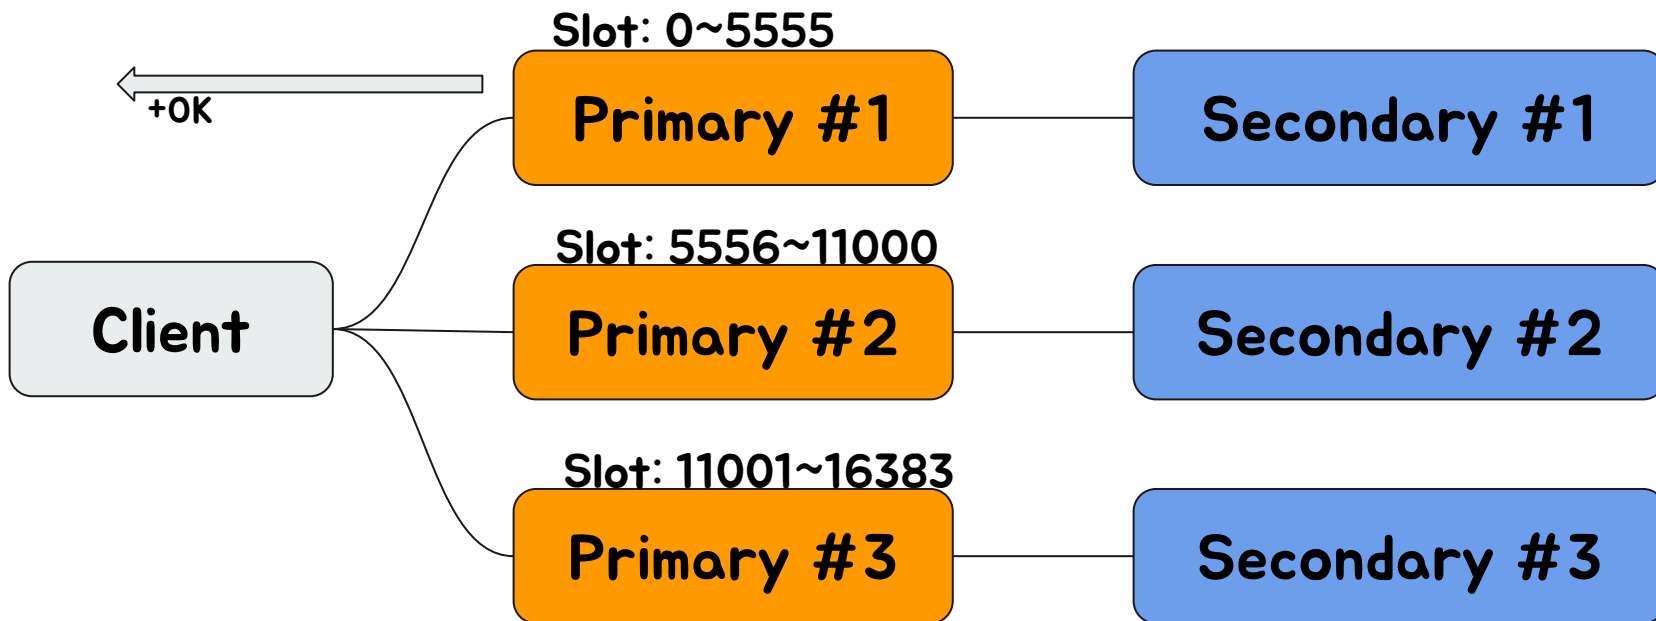 Slot: 0~5555
+OK
Primary #1
Secondary #1
Slot: 5556~11000
Client
Primary #2
Secondary #2
Slot: 11001~16383
Primary #3
Secondary #3